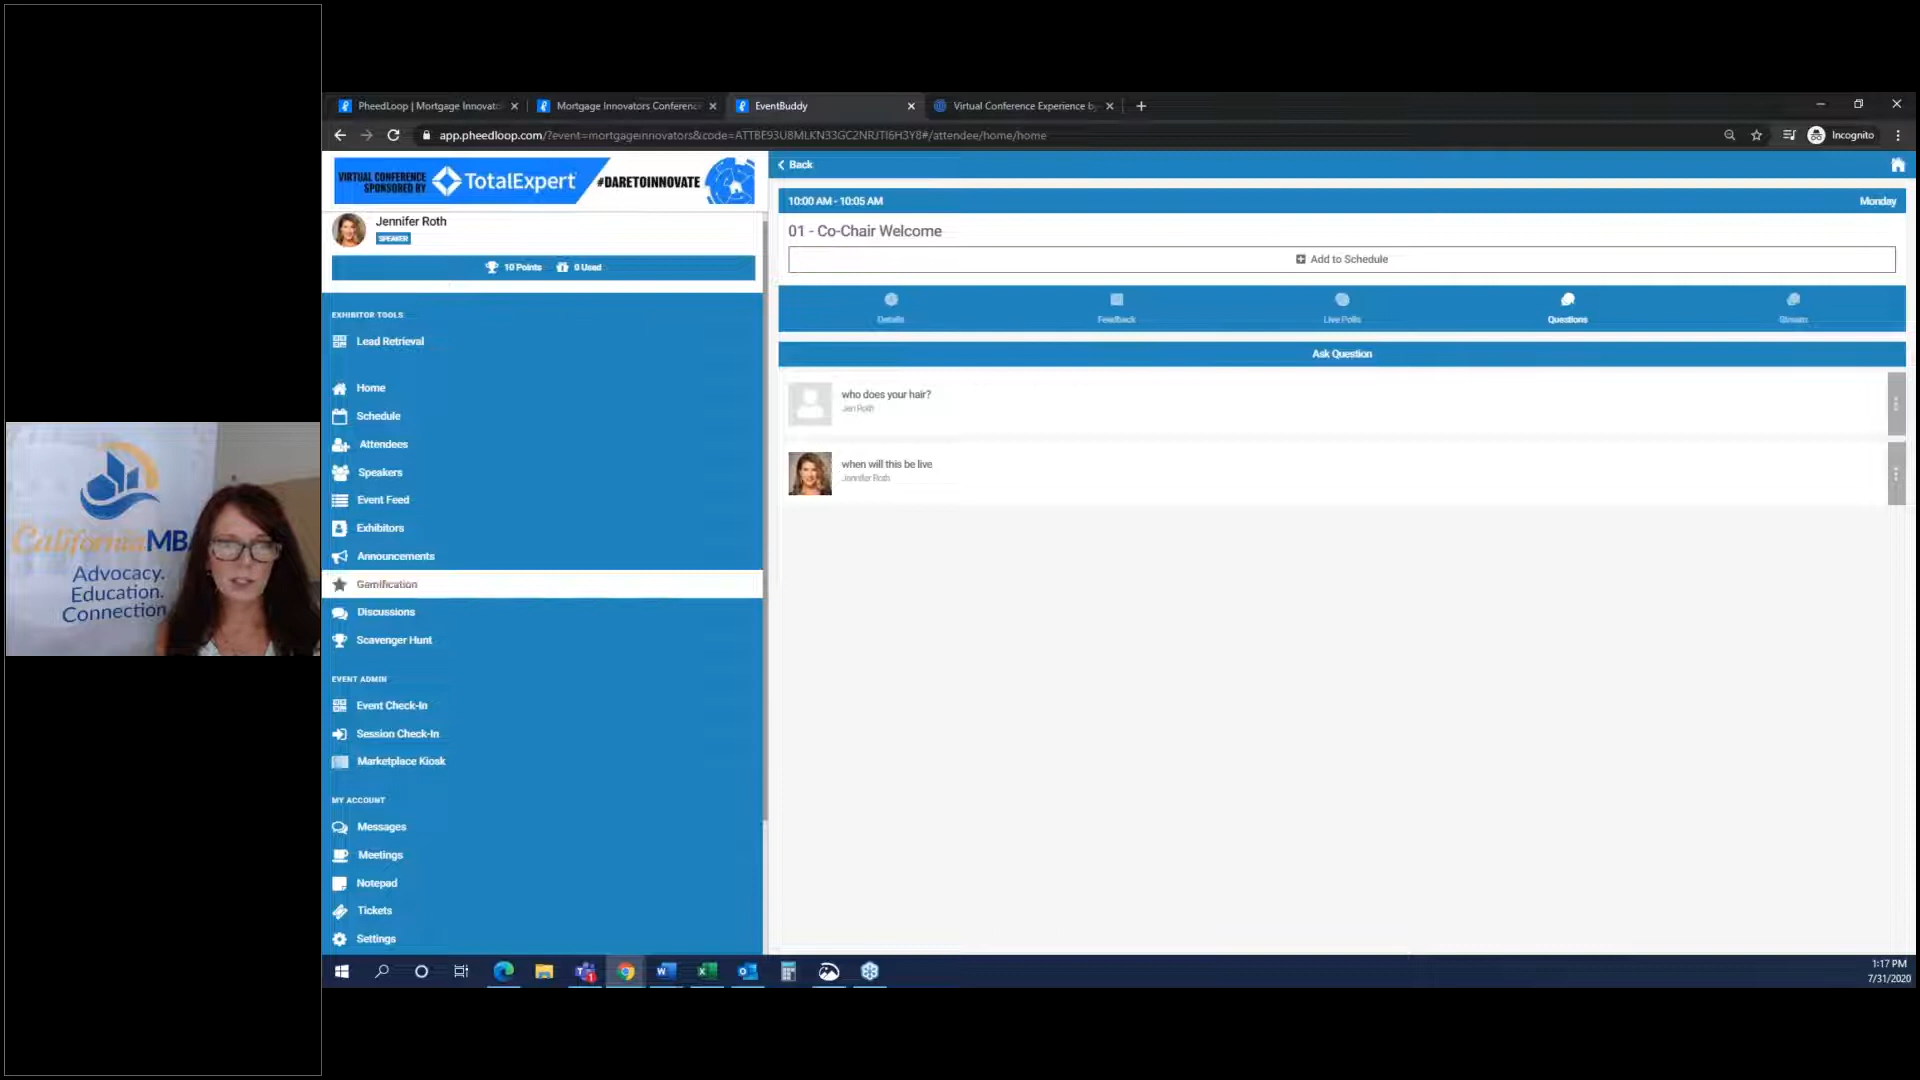 PheedLoop | Mortgage Innovat
Mortgage Innovators Conferenc
EventBuddy
Virtual Conference Experience b
app.pheedloop.com/?event=mortgageinnovators&code=ATTBE93U8MLKN33GC2NRJTI6H3Y8#/attendee/home/home
Incognito
VIRTUAL CONFERENCE
SPONSORED BY
TotalExpert
#DARETOINNOVATE
Jennifer Roth
SPEAKER
10 Points
0 Used
EXHIBITOR TOOLS
Lead Retrieval
Home
Schedule
Attendees
Speakers
Event Feed
Exhibitors
Announcements
Gamification
Discussions
Scavenger Hunt
EVENT ADMIN
Event Check-In
Session Check-In
Marketplace Kiosk
MY ACCOUNT
Messages
Meetings
Notepad
Tickets
Settings
Back
10:00 AM - 10:05 AM
Monday
01 - Co-Chair Welcome
Add to Schedule
Details
Feedback
Live Polls
Questions
Stream
Ask Question
who does your hair?
Jen Roth
when will this be live
Jennifer Roth
California MB
Advocacy.
Education.
Connection
1:17 PM
7/31/2020